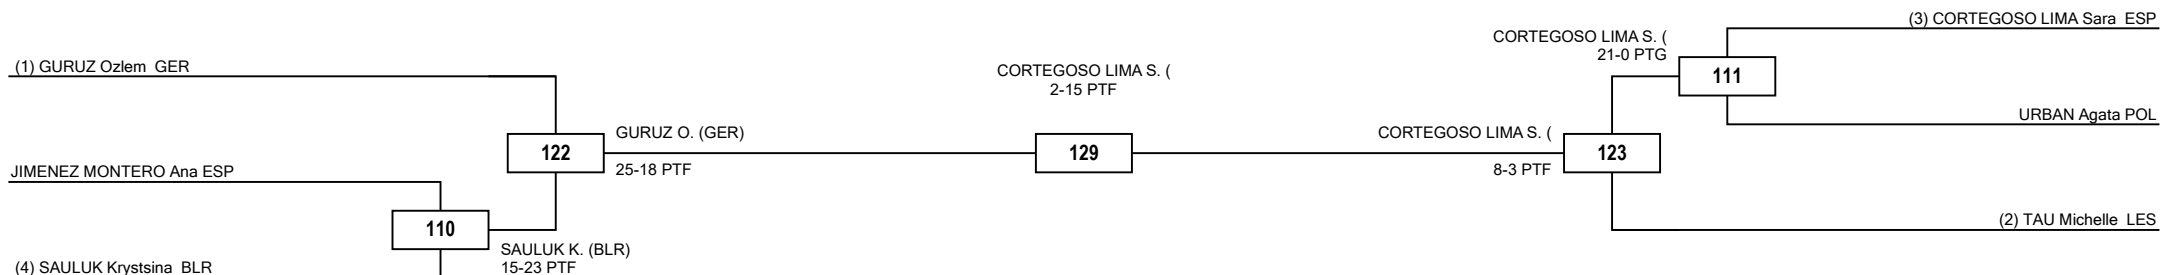 (3) CORTEGOSO LIMA Sara ESP
CORTEGOSO LIMA S. (
21-0 PTG
(1) GURUZ Ozlem GER
CORTEGOSO LIMA S. (
2-15 PTF
111
URBAN Agata POL
GURUZ O. (GER)
CORTEGOSO LIMA S. (
122
129
123
25-18 PTF
8-3 PTF
JIMENEZ MONTERO Ana ESP
110
(2) TAU Michelle LES
SAULUK K. (BLR)
(4) SAULUK Krystsina BLR
15-23 PTF